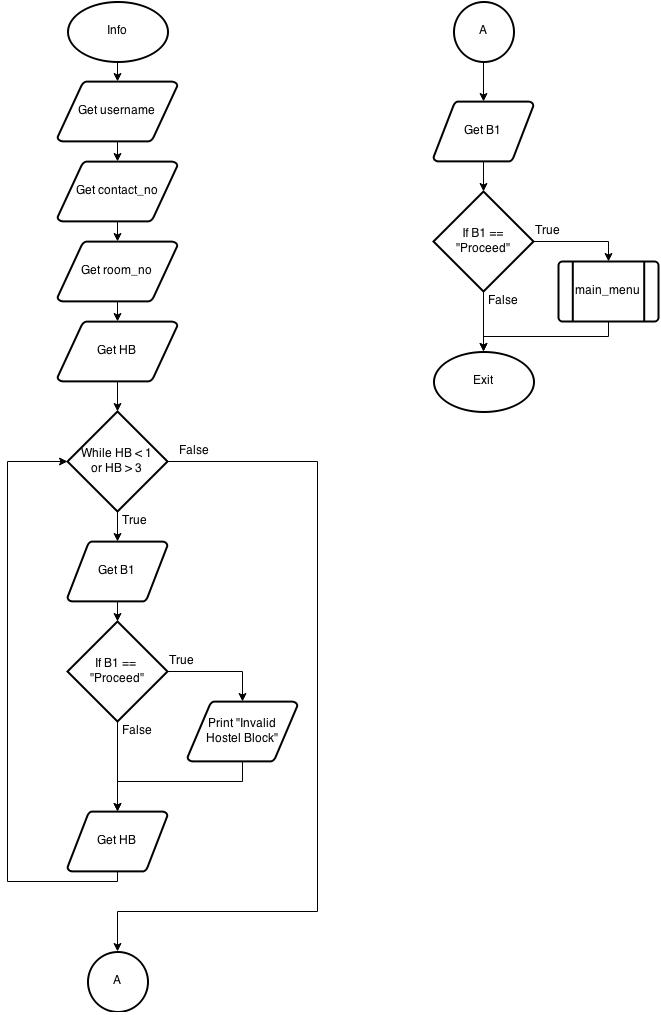 Info
Get username
Get contact_no
Get room_no
Get HB
While HB < 1
or HB > 3
False
True
Get B1
If B1 ==
"Proceed"
True
False
Print "Invalid
Hostel Block"
Get HB
A
A
Get B1
If B1 ==
"Proceed"
True
False
main_menu
Exit